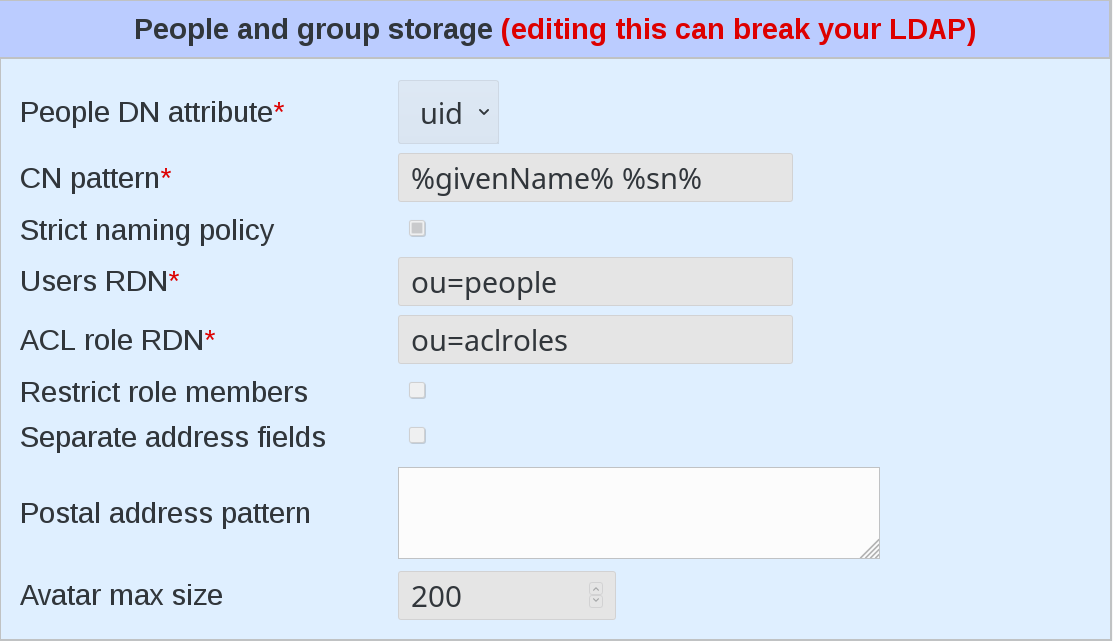 People and group storage (editing this can break your LDAP)
People DN attribute* uid
CN pattern* %givenName% %sn%
Strict naming policy
Users RDN* ou=people
ACL role RDN* ou=aclroles
Restrict role members
Separate address fields
Postal address pattern
Avatar max size 200